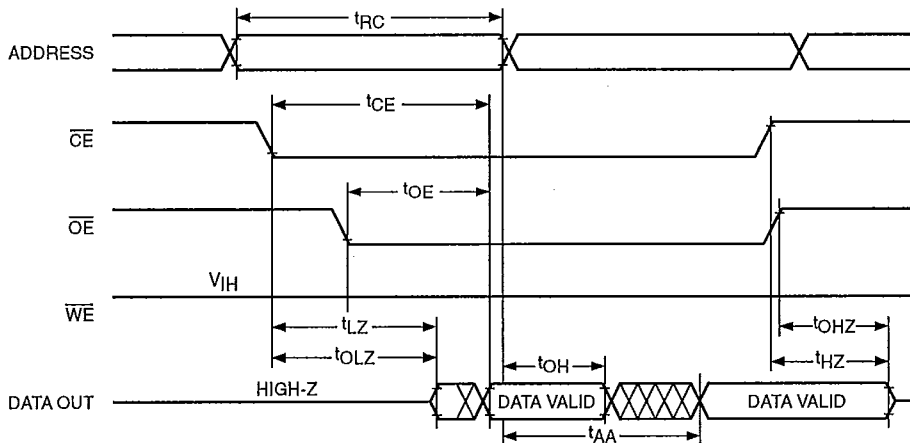 tRC
ADDRESS
tCE
CE
tOE
OE
VIH
WE
tLZ
tOHZ
tOLZ
tOH
tHZ
HIGH-Z
DATA OUT
DATA VALID
DATA VALID
tAA